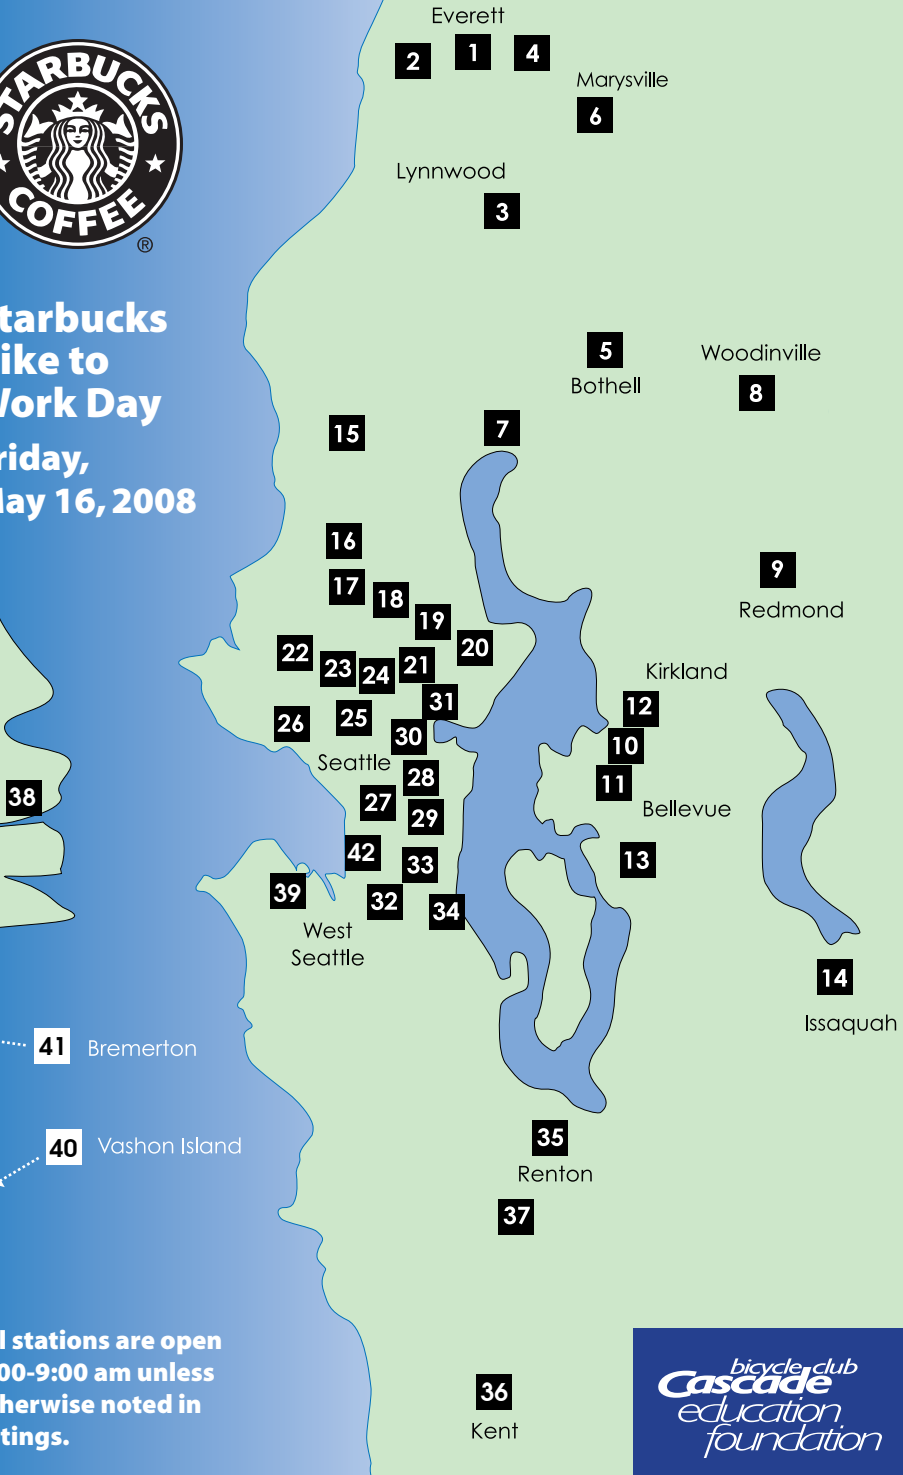 Everett
2
1
4
Marysville
6
STARBUCKS
COFFEE
®
Lynnwood
3
tarbucks
ike to
Work Day
riday,
May 16, 2008
5
Bothell
Woodinville
8
15
7
16
17
18
19
20
9
Redmond
22
23
24
21
31
26
25
30
Seattle
28
27
29
42
33
39
32
34
West
Seattle
Kirkland
12
10
11
Bellevue
13
38
14
Issaquah
41 Bremerton
40 Vashon Island
35
Renton
37
l stations are open
00-9:00 am unless
herwise noted in
tings.
36
Kent
bicycle club
Cascade
education
foundation